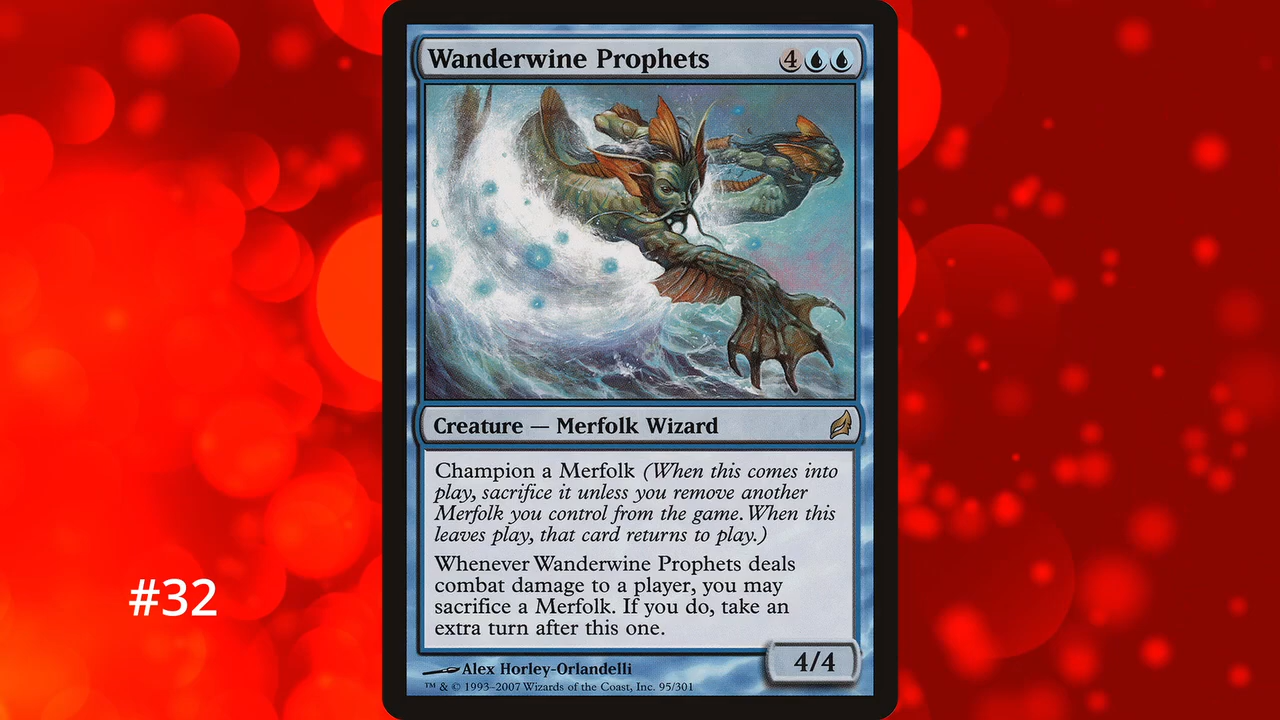 Wanderwine Prophets 4
Creature — Merfolk Wizard
Champion a Merfolk (When this comes into
play, sacrifice it unless you remove another
Merfolk you control from the game. When this
leaves play, that card returns to play.)
Whenever Wanderwine Prophets deals
combat damage to a player, you may
sacrifice a Merfolk. If you do, take an
extra turn after this one.
#32
4/4
Alex Horley-Orlandelli
™ & © 1993–2007 Wizards of the Coast, Inc. 95/301